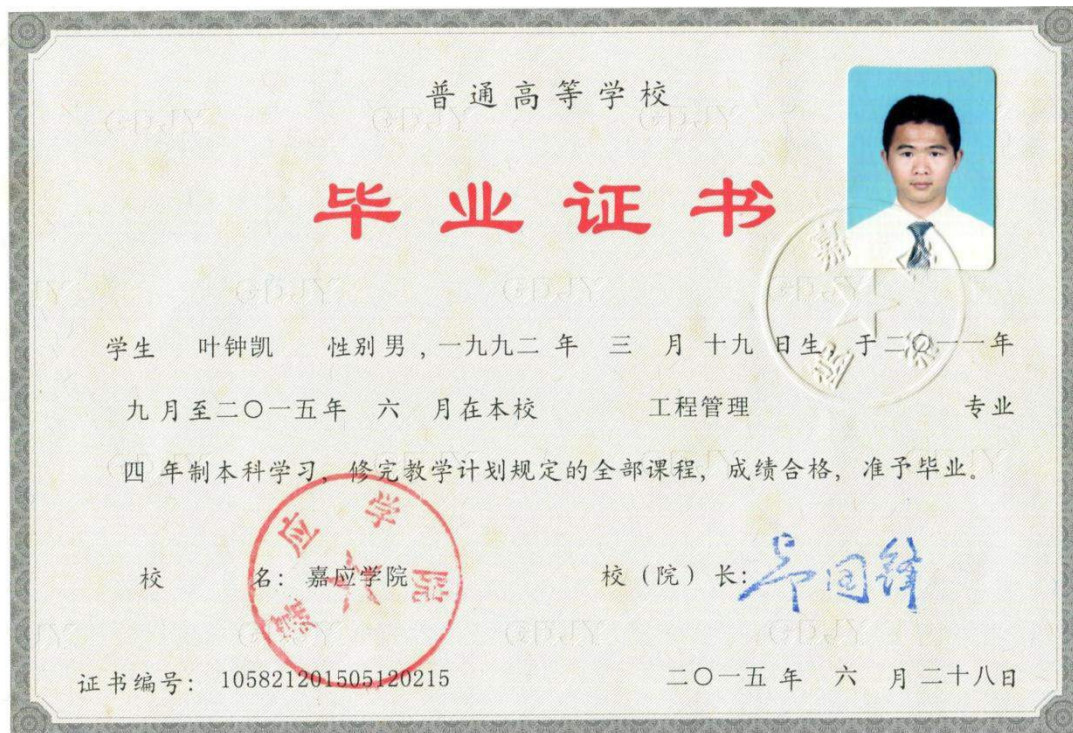 普通高等学校
毕业证书
学生 叶钟凯 性别 男，一九九二 年 三 月 十九 日生，于二〇一一年
九 月至二〇一五年 六 月在本校 工程管理 专业
四 年制本科学习，修完教学计划规定的全部课程，成绩合格，准予毕业。
校 名：嘉应学院 校（院）长：
嘉应学院
证书编号：105821201505120215 二〇一五 年 六 月 二十八日